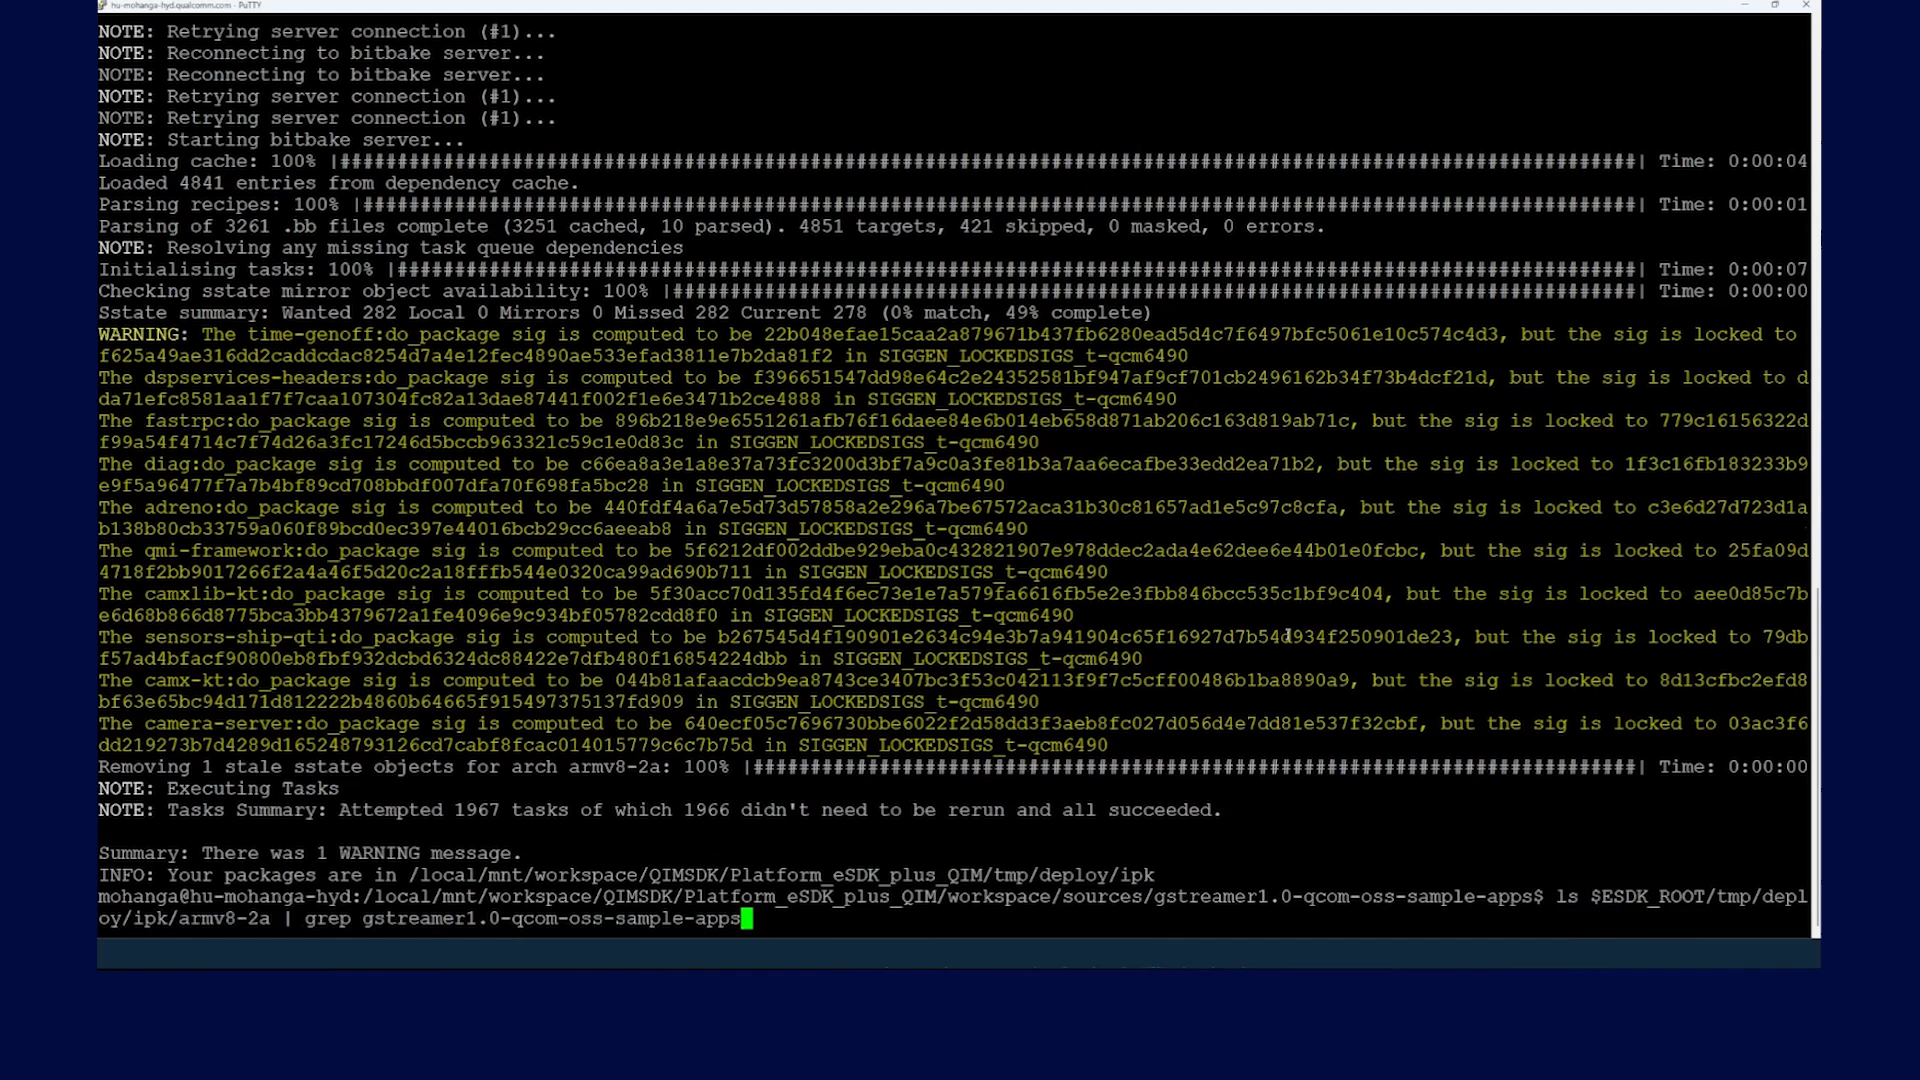 hu-mohanga-hyd.qualcomm.com - PuTTY
NOTE: Retrying server connection (#1)...
NOTE: Reconnecting to bitbake server...
NOTE: Reconnecting to bitbake server...
NOTE: Retrying server connection (#1)...
NOTE: Retrying server connection (#1)...
NOTE: Starting bitbake server...
Loading cache: 100% |#################################################################################################################| Time: 0:00:04
Loaded 4841 entries from dependency cache.
Parsing recipes: 100% |###############################################################################################################| Time: 0:00:01
Parsing of 3261 .bb files complete (3251 cached, 10 parsed). 4851 targets, 421 skipped, 0 masked, 0 errors.
NOTE: Resolving any missing task queue dependencies
Initialising tasks: 100% |############################################################################################################| Time: 0:00:07
Checking sstate mirror object availability: 100% |####################################################################################| Time: 0:00:00
Sstate summary: Wanted 282 Local 0 Mirrors 0 Missed 282 Current 278 (0% match, 49% complete)
WARNING: The time-genoff:do_package sig is computed to be 22b048efae15caa2a879671b437fb6280ead5d4c7f6497bfc5061e10c574c4d3, but the sig is locked to
f625a49ae316dd2caddcdac8254d7a4e12fec4890ae533efad3811e7b2da81f2 in SIGGEN_LOCKEDSIGS_t-qcm6490
The dspservices-headers:do_package sig is computed to be f396651547dd98e64c2e24352581bf947af9cf701cb2496162b34f73b4dcf21d, but the sig is locked to d
da71efc8581aa1f7f7caa107304fc82a13dae87441f002f1e6e3471b2ce4888 in SIGGEN_LOCKEDSIGS_t-qcm6490
The fastrpc:do_package sig is computed to be 896b218e9e6551261afb76f16daee84e6b014eb658d871ab206c163d819ab71c, but the sig is locked to 779c16156322d
f99a54f4714c7f74d26a3fc17246d5bccb963321c59c1e0d83c in SIGGEN_LOCKEDSIGS_t-qcm6490
The diag:do_package sig is computed to be c66ea8a3e1a8e37a73fc3200d3bf7a9c0a3fe81b3a7aa6ecafbe33edd2ea71b2, but the sig is locked to 1f3c16fb183233b9
e9f5a96477f7a7b4bf89cd708bbdf007dfa70f698fa5bc28 in SIGGEN_LOCKEDSIGS_t-qcm6490
The adreno:do_package sig is computed to be 440fdf4a6a7e5d73d57858a2e296a7be67572aca31b30c81657ad1e5c97c8cfa, but the sig is locked to c3e6d27d723d1a
b138b80cb33759a060f89bcd0ec397e44016bcb29cc6aeeab8 in SIGGEN_LOCKEDSIGS_t-qcm6490
The qmi-framework:do_package sig is computed to be 5f6212df002ddbe929eba0c432821907e978ddec2ada4e62dee6e44b01e0fcbc, but the sig is locked to 25fa09d
4718f2bb9017266f2a4a46f5d20c2a18fffb544e0320ca99ad690b711 in SIGGEN_LOCKEDSIGS_t-qcm6490
The camxlib-kt:do_package sig is computed to be 5f30acc70d135fd4f6ec73e1e7a579fa6616fb5e2e3fbb846bcc535c1bf9c404, but the sig is locked to aee0d85c7b
e6d68b866d8775bca3bb4379672a1fe4096e9c934bf05782cdd8f0 in SIGGEN_LOCKEDSIGS_t-qcm6490
The sensors-ship-qti:do_package sig is computed to be b267545d4f190901e2634c94e3b7a941904c65f16927d7b54d934f250901de23, but the sig is locked to 79db
f57ad4bfacf90800eb8fbf932dcbd6324dc88422e7dfb480f16854224dbb in SIGGEN_LOCKEDSIGS_t-qcm6490
The camx-kt:do_package sig is computed to be 044b81afaacdcb9ea8743ce3407bc3f53c042113f9f7c5cff00486b1ba8890a9, but the sig is locked to 8d13cfbc2efd8
bf63e65bc94d171d812222b4860b64665f915497375137fd909 in SIGGEN_LOCKEDSIGS_t-qcm6490
The camera-server:do_package sig is computed to be 640ecf05c7696730bbe6022f2d58dd3f3aeb8fc027d056d4e7dd81e537f32cbf, but the sig is locked to 03ac3f6
dd219273b7d4289d165248793126cd7cabf8fcac014015779c6c7b75d in SIGGEN_LOCKEDSIGS_t-qcm6490
Removing 1 stale sstate objects for arch armv8-2a: 100% |#############################################################################| Time: 0:00:00
NOTE: Executing Tasks
NOTE: Tasks Summary: Attempted 1967 tasks of which 1966 didn't need to be rerun and all succeeded.
Summary: There was 1 WARNING message.
INFO: Your packages are in /local/mnt/workspace/QIMSDK/Platform_eSDK_plus_QIM/tmp/deploy/ipk
mohanga@hu-mohanga-hyd:/local/mnt/workspace/QIMSDK/Platform_eSDK_plus_QIM/workspace/sources/gstreamer1.0-qcom-oss-sample-apps$ ls $ESDK_ROOT/tmp/depl
oy/ipk/armv8-2a | grep gstreamer1.0-qcom-oss-sample-apps